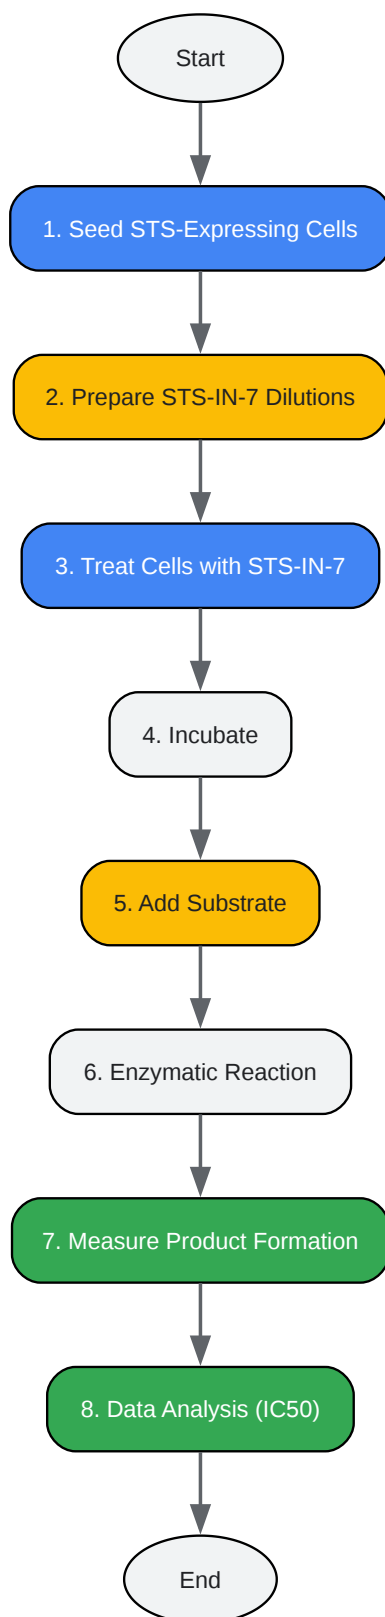 Start
1. Seed STS-Expressing Cells
2. Prepare STS-IN-7 Dilutions
3. Treat Cells with STS-IN-7
4. Incubate
5. Add Substrate
6. Enzymatic Reaction
7. Measure Product Formation
8. Data Analysis (IC50)
End